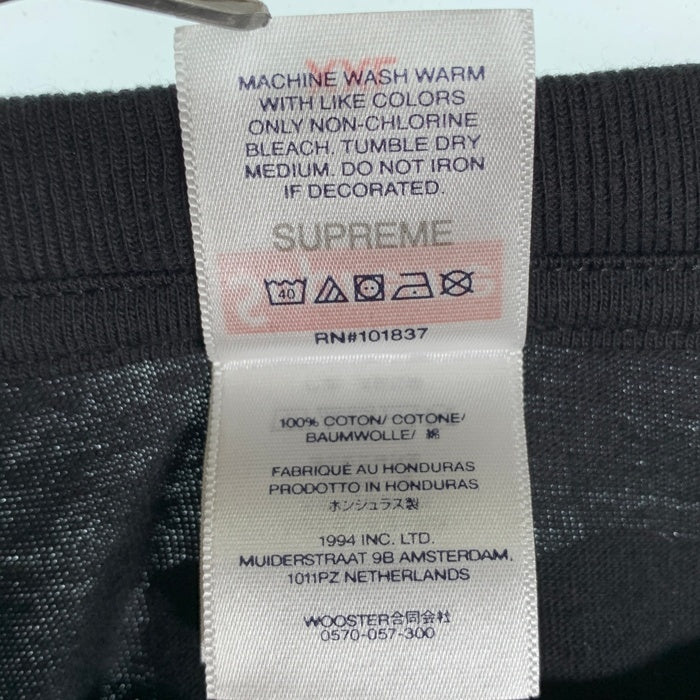 MACHINE WASH WARM
WITH LIKE COLORS
ONLY NON-CHLORINE
BLEACH. TUMBLE DRY
MEDIUM. DO NOT IRON
IF DECORATED.
SUPREME
40
RN#101837
100% COTON/ COTONE/
BAUMWOLLE/ 綿
FABRIQUÉ AU HONDURAS
PRODOTTO IN HONDURAS
ホンジュラス製
1994 INC. LTD.
MUIDERSTRAAT 9B AMSTERDAM,
1011PZ NETHERLANDS
WOOSTER合同会社
0570-057-300